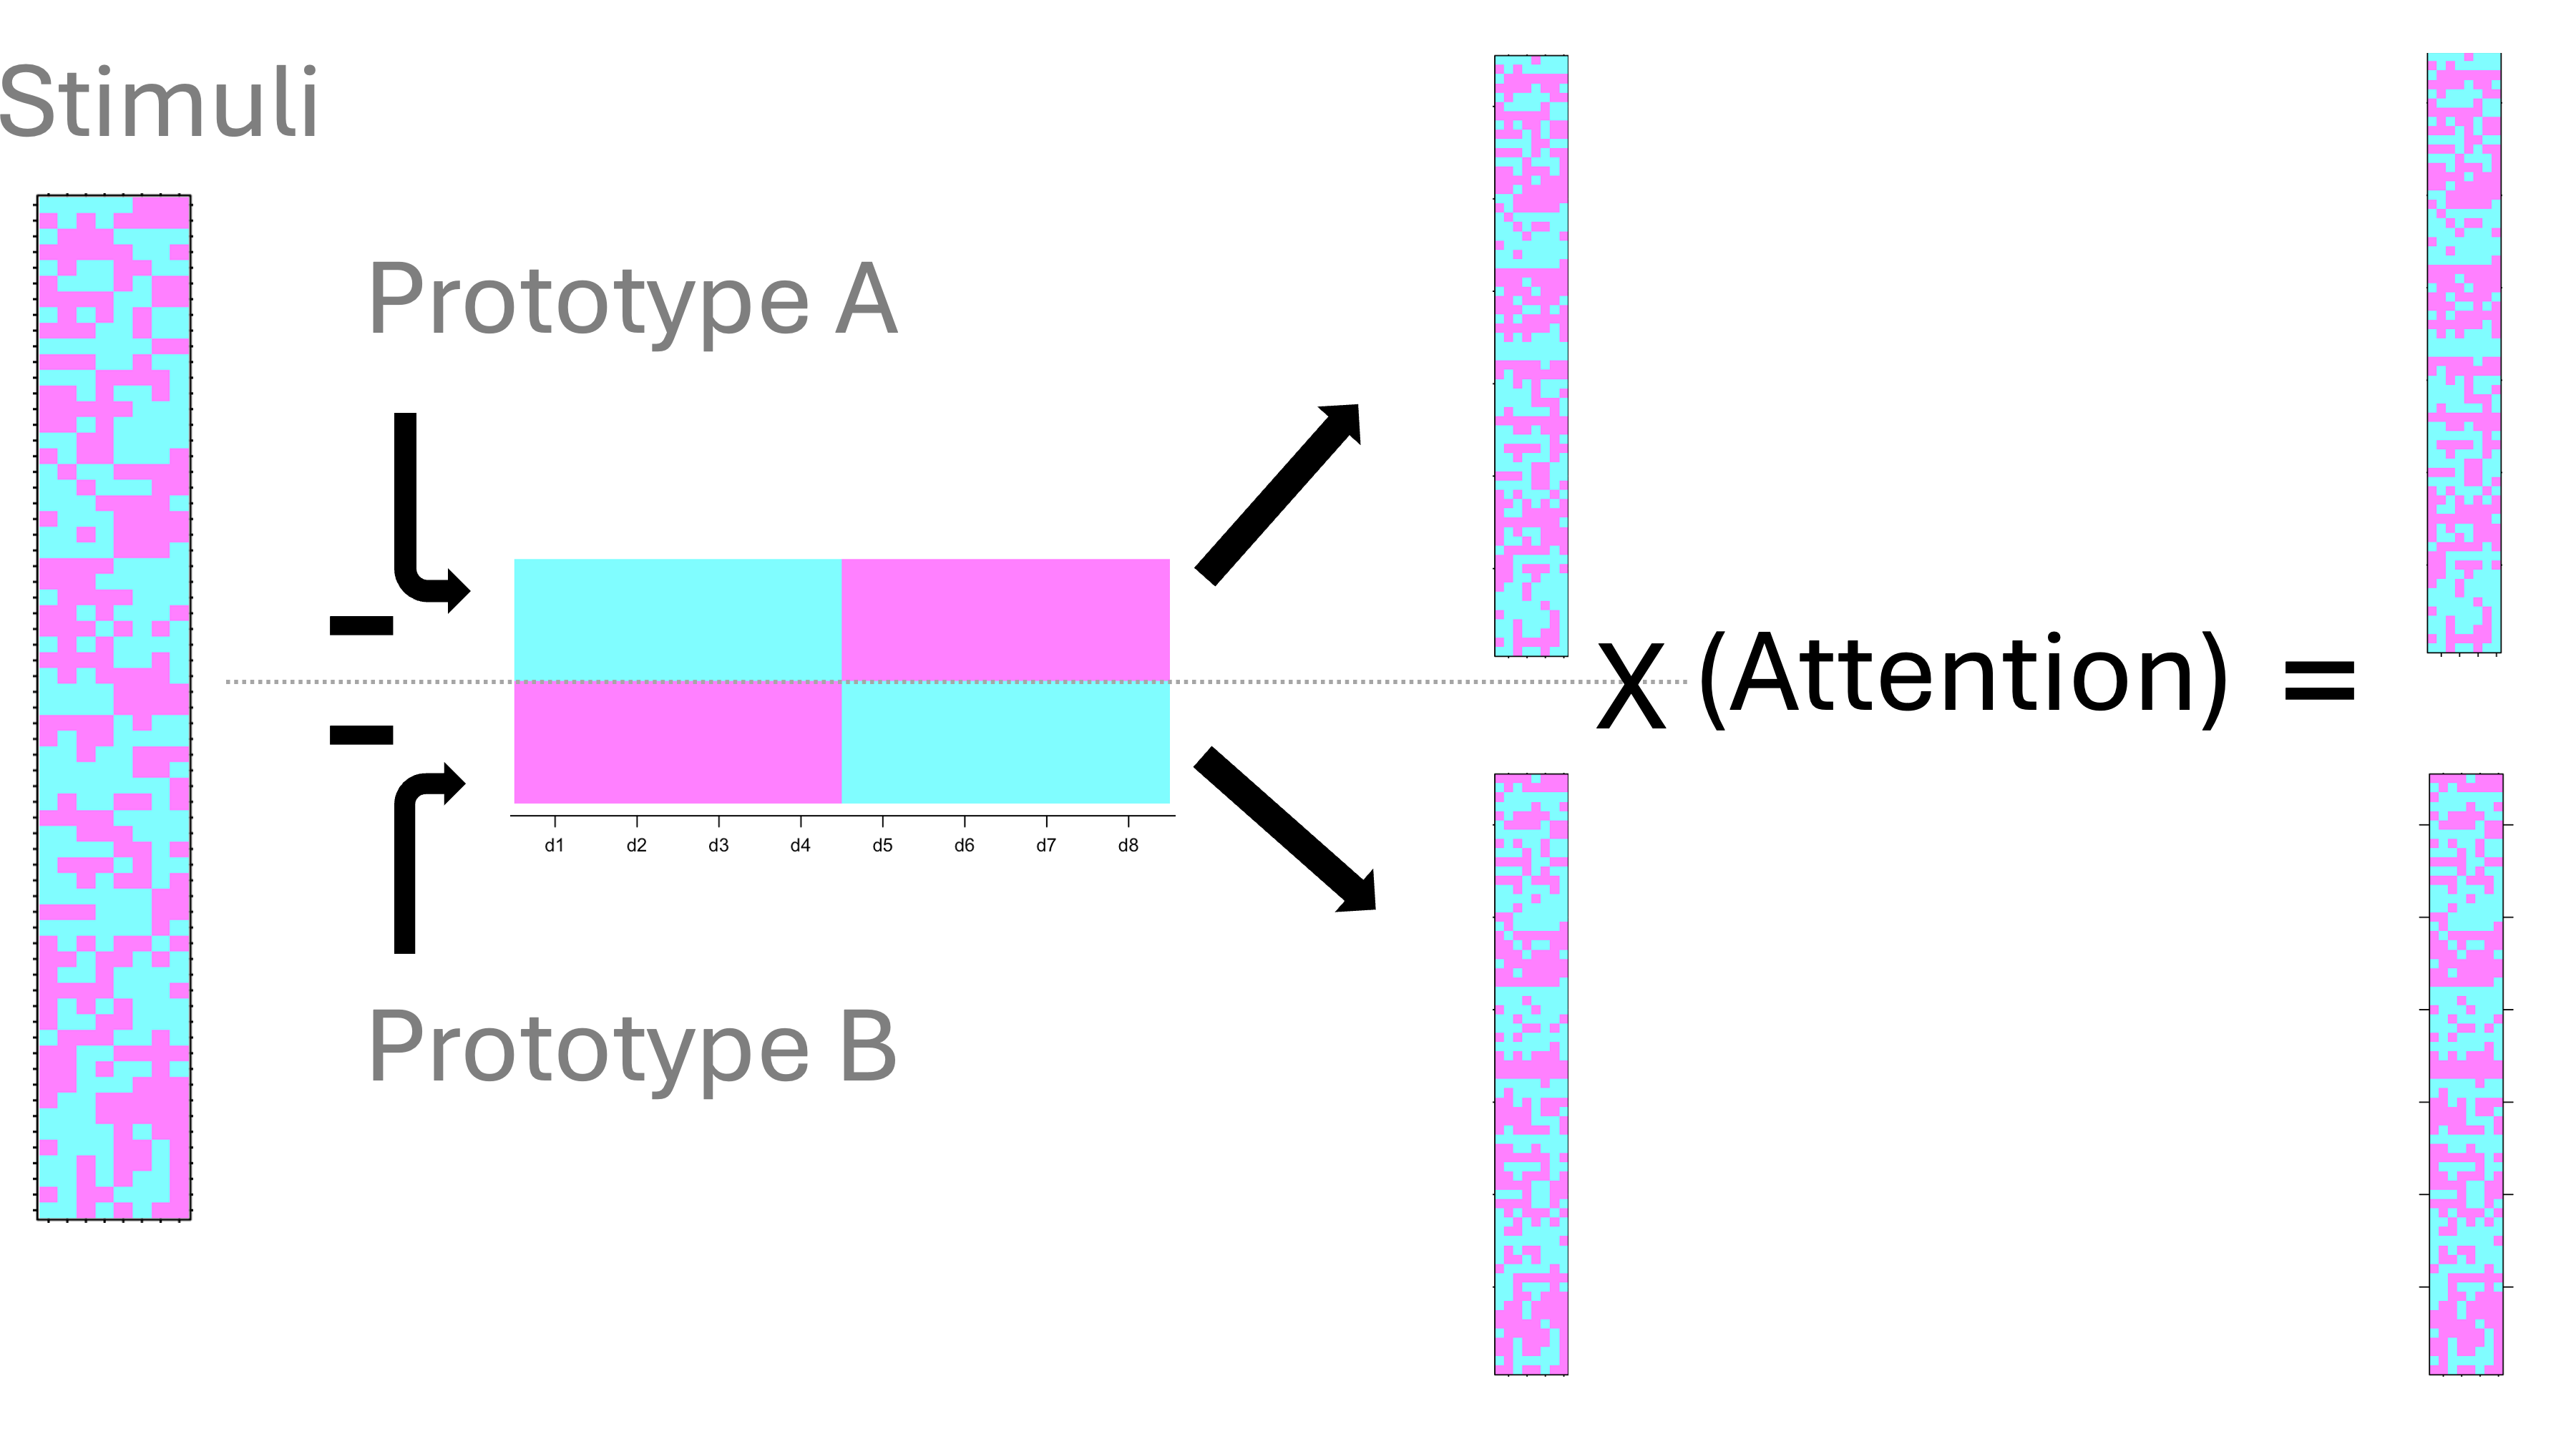 Stimuli
Prototype A
X (Attention) =
d1 d2 d3 d4 d5 d6 d7 d8
Prototype B